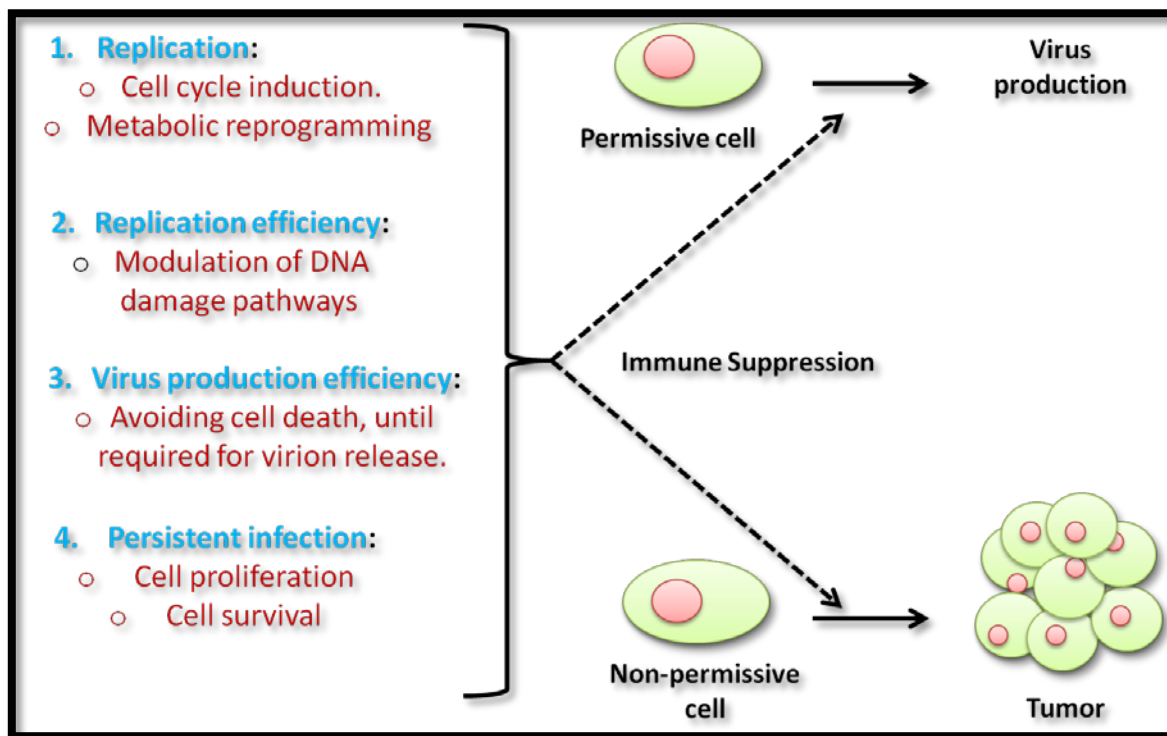 1. Replication:
o Cell cycle induction.
o Metabolic reprogramming
2. Replication efficiency:
o Modulation of DNA
damage pathways
3. Virus production efficiency:
o Avoiding cell death, until
required for virion release.
4. Persistent infection:
o Cell proliferation
o Cell survival
Permissive cell
Virus
production
Immune Suppression
Non-permissive
cell
Tumor